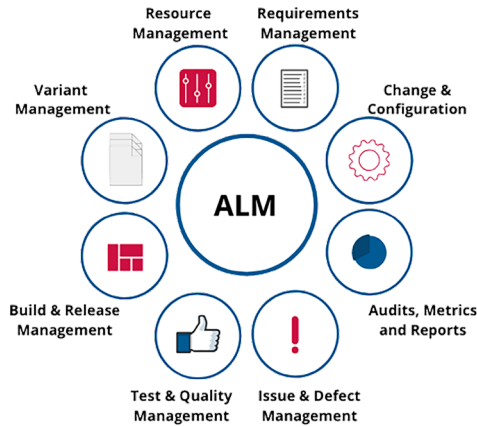 Resource
Management
Requirements
Management
Variant
Management
Change &
Configuration
ALM
Build & Release
Management
Audits, Metrics
and Reports
Test & Quality
Management
Issue & Defect
Management